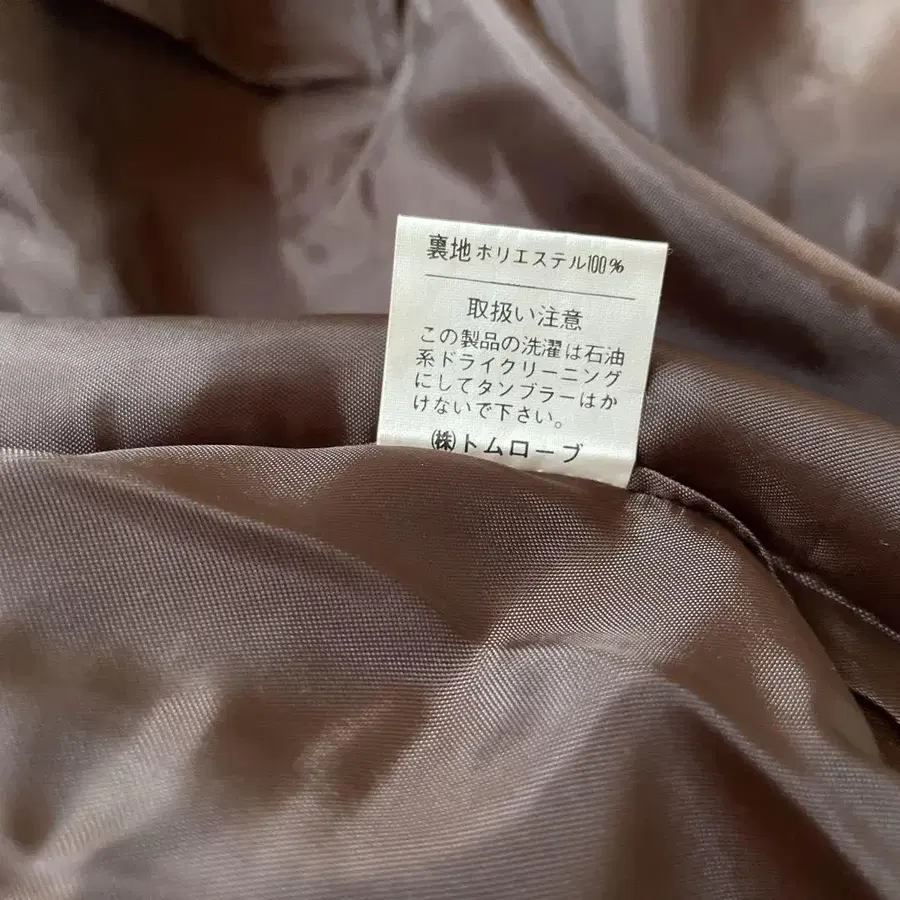 裏地 ポリエステル100%
取扱い注意
この製品の洗濯は石油
系ドライクリーニング
にしてタンブラーはか
けないで下さい。
㈱トムローブ